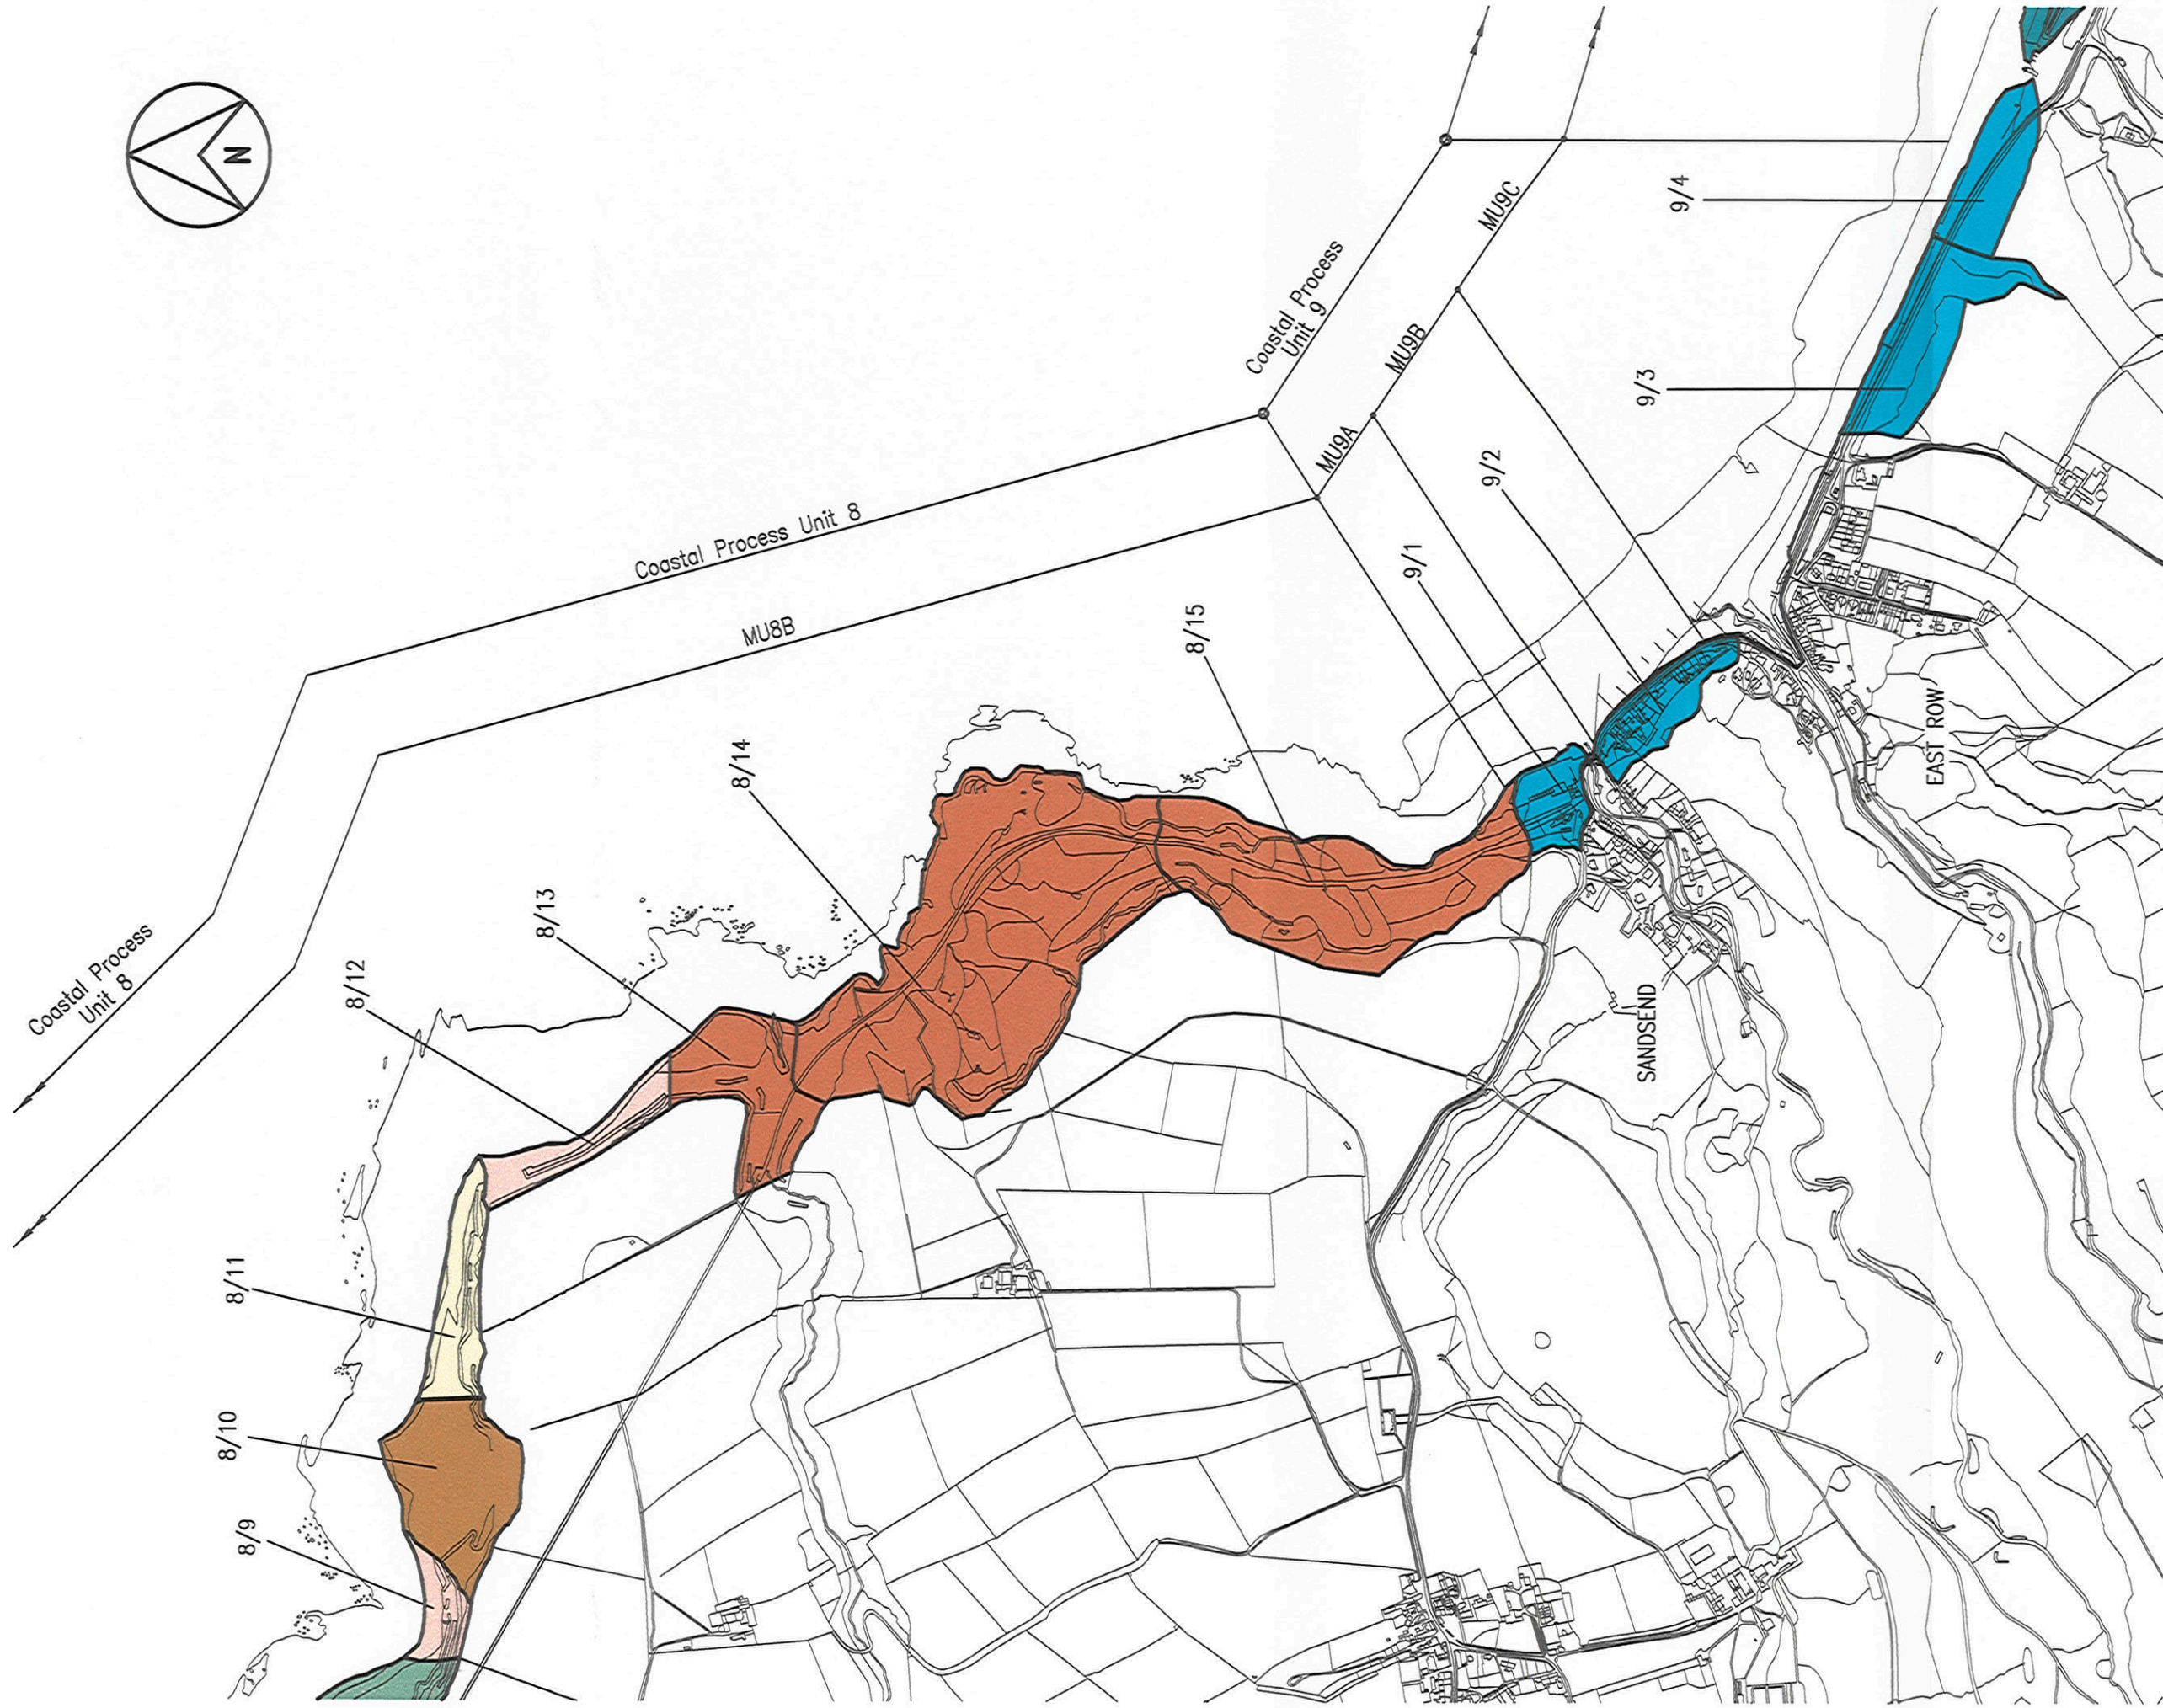 N
Coastal Process
Unit 8
Coastal Process Unit 8
MU8B
Coastal Process
Unit 9
MU9A
MU9B
MU9C
8/9
8/10
8/11
8/12
8/13
8/14
8/15
9/1
9/2
9/3
9/4
SANDSEND
EAST ROW